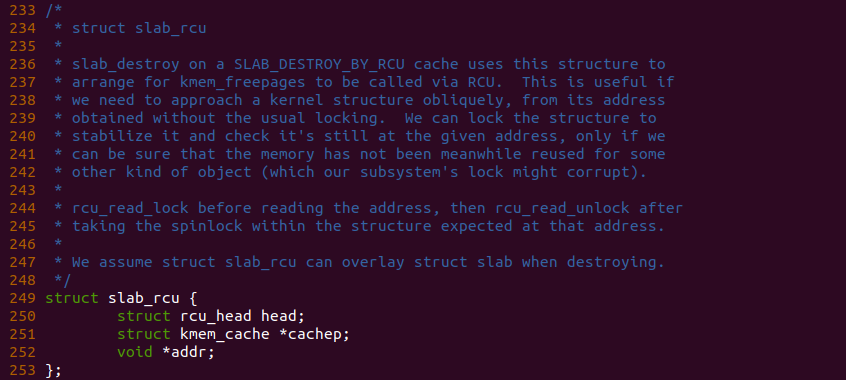 233 /*
234  * struct slab_rcu
235  *
236  * slab_destroy on a SLAB_DESTROY_BY_RCU cache uses this structure to
237  * arrange for kmem_freepages to be called via RCU.  This is useful if
238  * we need to approach a kernel structure obliquely, from its address
239  * obtained without the usual locking.  We can lock the structure to
240  * stabilize it and check it's still at the given address, only if we
241  * can be sure that the memory has not been meanwhile reused for some
242  * other kind of object (which our subsystem's lock might corrupt).
243  *
244  * rcu_read_lock before reading the address, then rcu_read_unlock after
245  * taking the spinlock within the structure expected at that address.
246  *
247  * We assume struct slab_rcu can overlay struct slab when destroying.
248  */
249 struct slab_rcu {
250         struct rcu_head head;
251         struct kmem_cache *cachep;
252         void *addr;
253 };